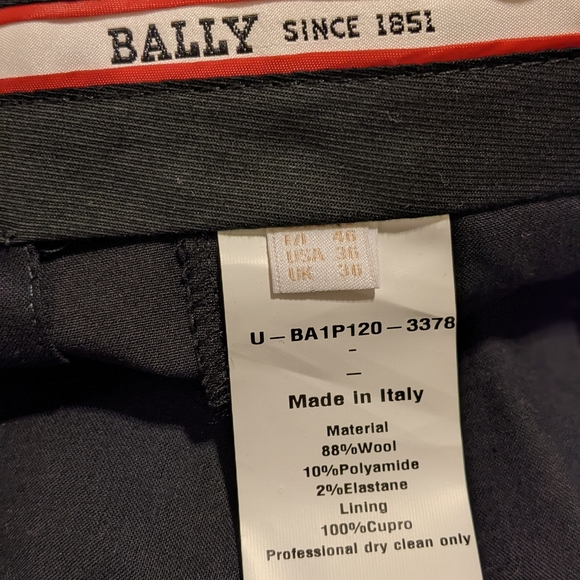 BALLY SINCE 1851
F/I 46
USA 36
UK 36
U-BA1P120-3378
-
-
Made in Italy
Material
88%Wool
10%Polyamide
2%Elastane
Lining
100%Cupro
Professional dry clean only